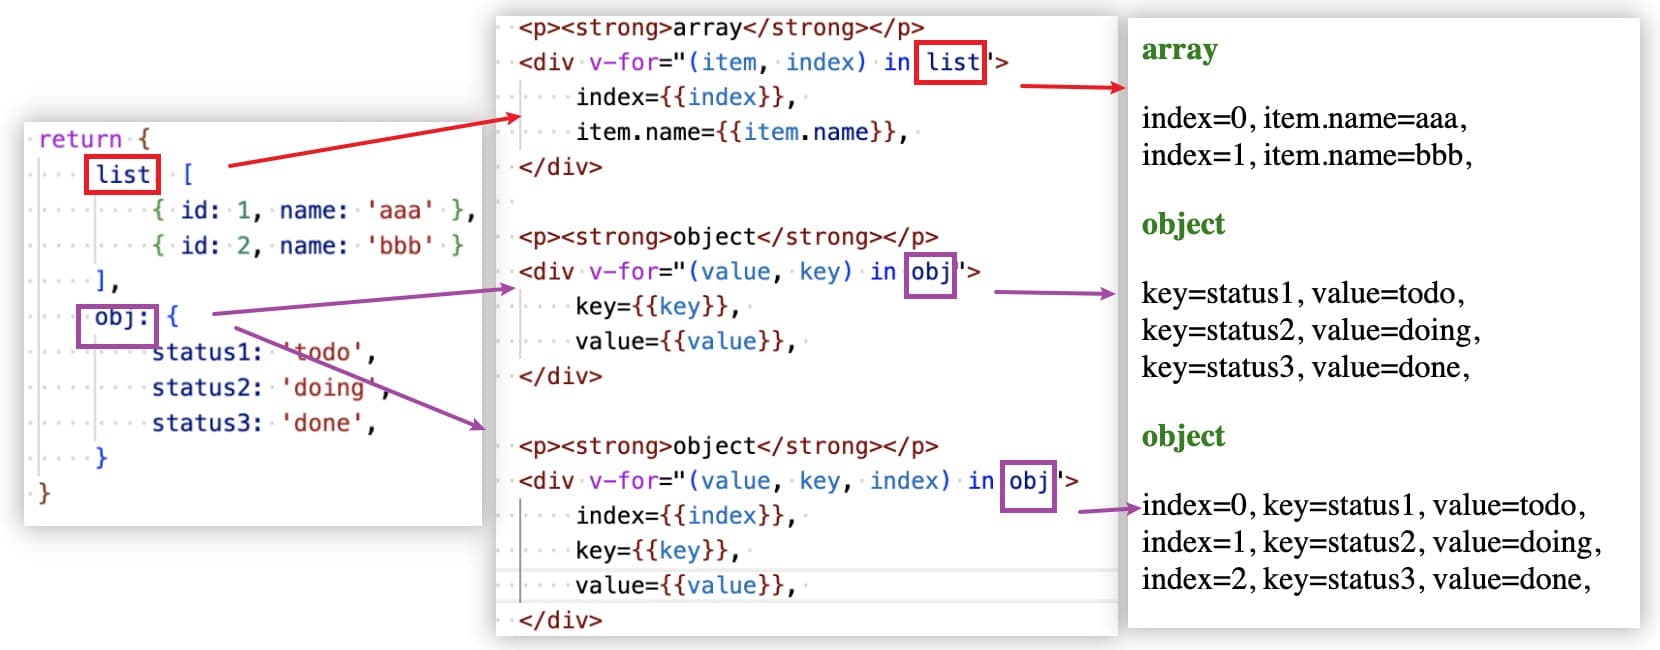 return {
list [
{ id: 1, name: 'aaa' },
{ id: 2, name: 'bbb' }
],
obj: {
status1: 'todo',
status2: 'doing',
status3: 'done',
}
}
<p><strong>array</strong></p>
<div v-for="(item, index) in list">
index={{index}},
item.name={{item.name}},
</div>
<p><strong>object</strong></p>
<div v-for="(value, key) in obj">
key={{key}},
value={{value}},
</div>
<p><strong>object</strong></p>
<div v-for="(value, key, index) in obj">
index={{index}},
key={{key}},
value={{value}},
</div>
array
index=0, item.name=aaa,
index=1, item.name=bbb,
object
key=status1, value=todo,
key=status2, value=doing,
key=status3, value=done,
object
index=0, key=status1, value=todo,
index=1, key=status2, value=doing,
index=2, key=status3, value=done,